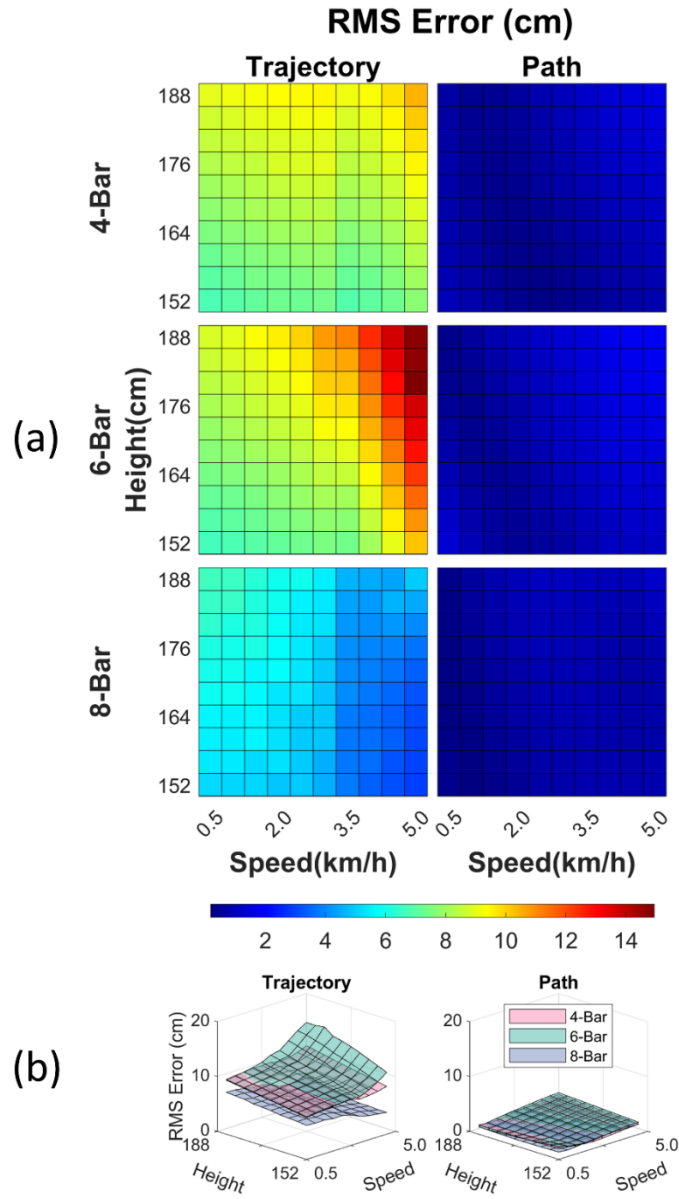 RMS Error (cm)
Trajectory Path
(a)
4-Bar
188
176
164
152
Height(cm)
6-Bar
188
176
164
152
8-Bar
188
176
164
152
0.5 2.0 3.5 5.0 0.5 2.0 3.5 5.0
Speed(km/h) Speed(km/h)
2 4 6 8 10 12 14
(b)
Trajectory Path
RMS Error (cm)
20
10
0
188
Height
152 0.5
Speed
5.0
20
10
0
188
Height
152 0.5
Speed
5.0
4-Bar
6-Bar
8-Bar